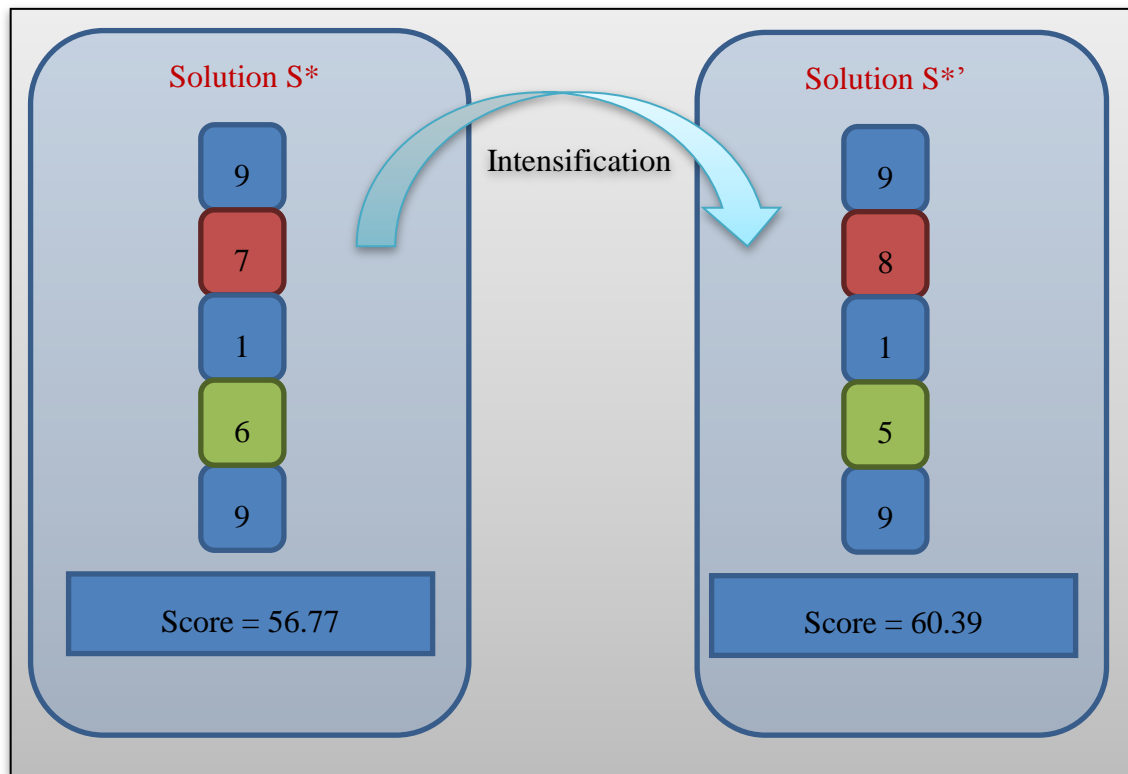 Solution S*
9
7
1
6
9
Score = 56.77
Intensification
Solution S*’
9
8
1
5
9
Score = 60.39